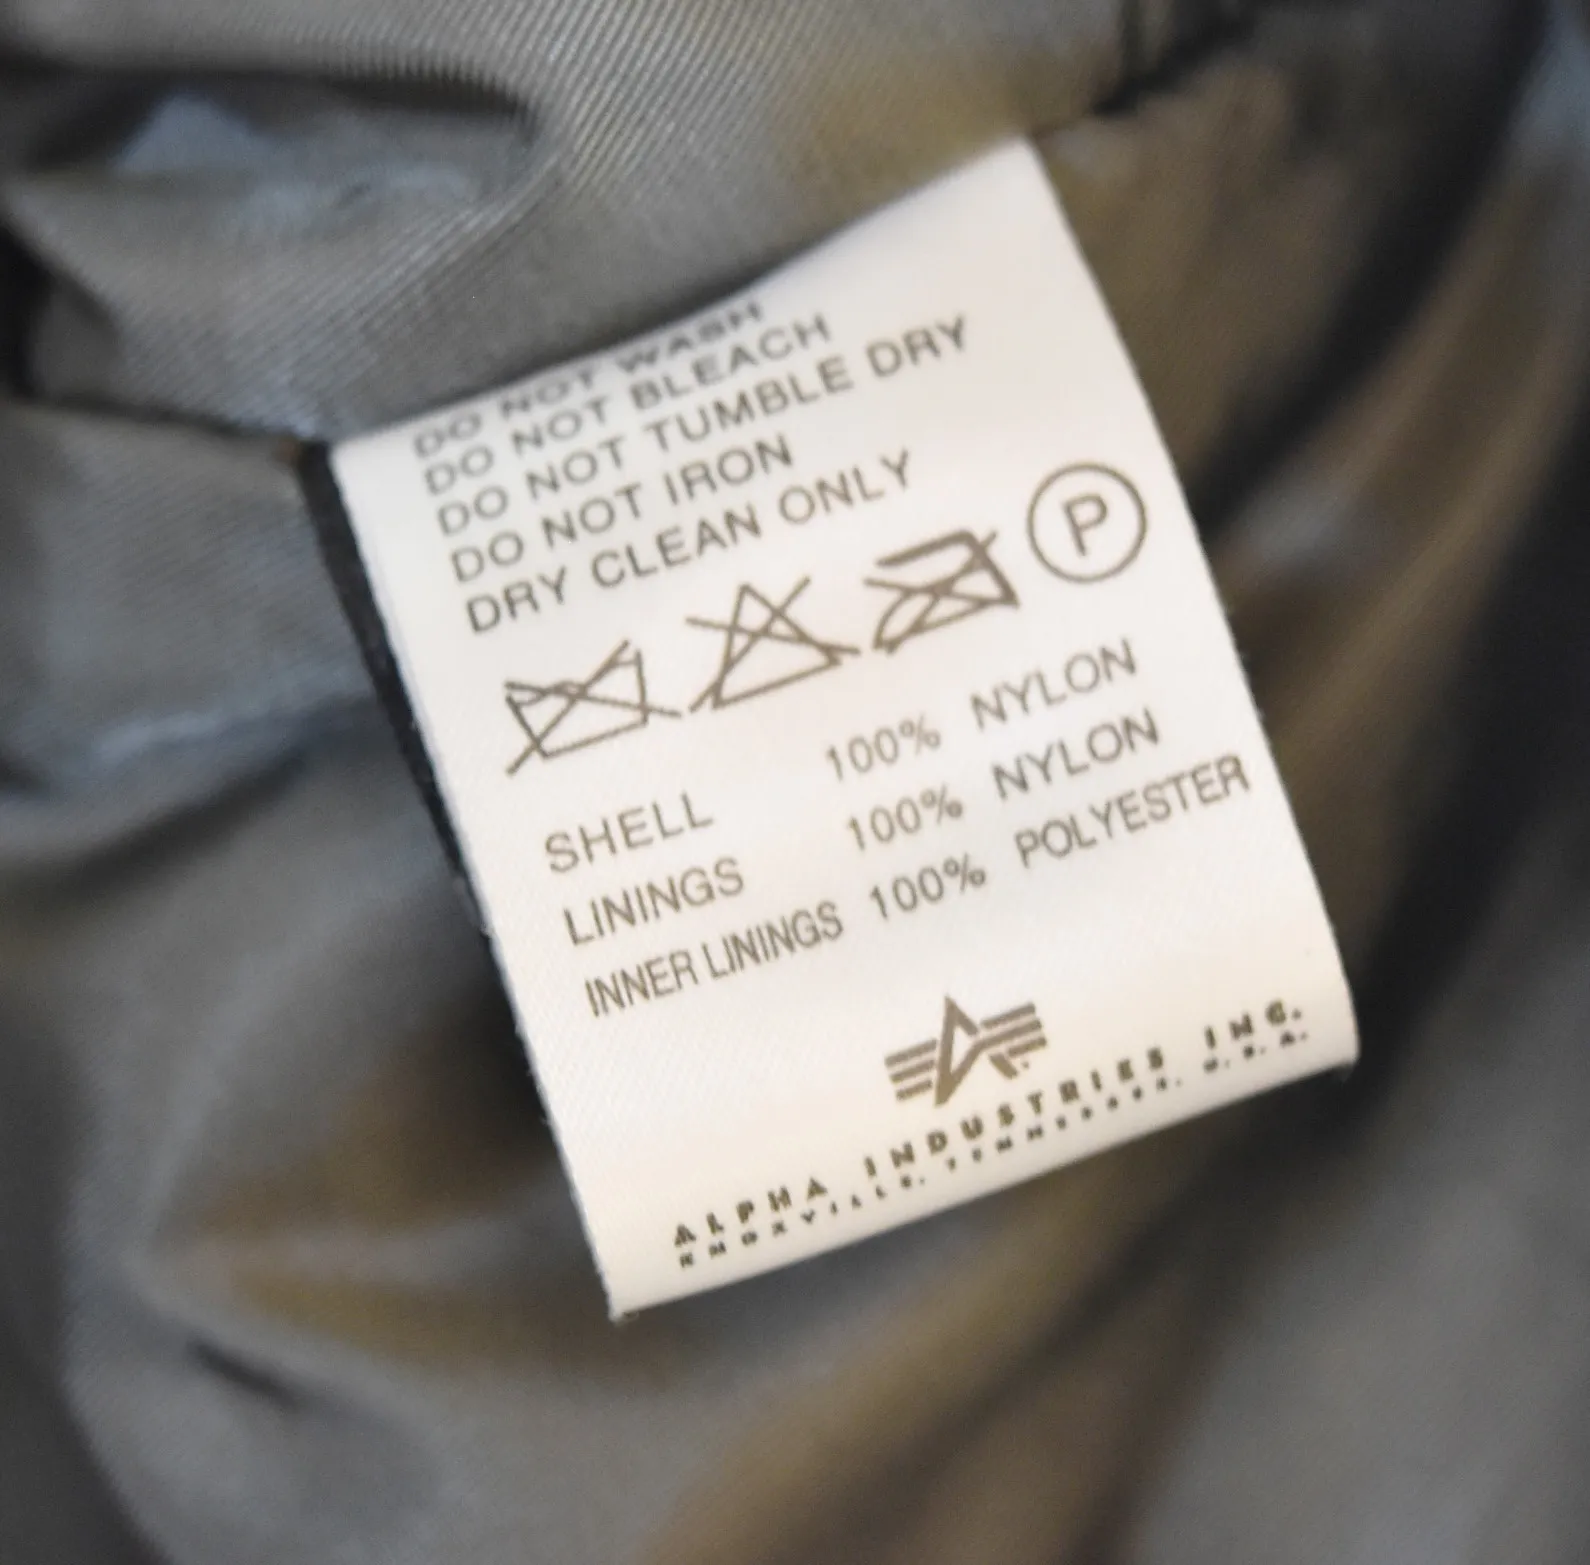 DO NOT WASH
DO NOT BLEACH
DO NOT TUMBLE DRY
DO NOT IRON
DRY CLEAN ONLY
P
SHELL 100% NYLON
LININGS 100% NYLON
INNER LININGS 100% POLYESTER
ALPHA INDUSTRIES INC.
KNOXVILLE, TENNESSEE, U.S.A.